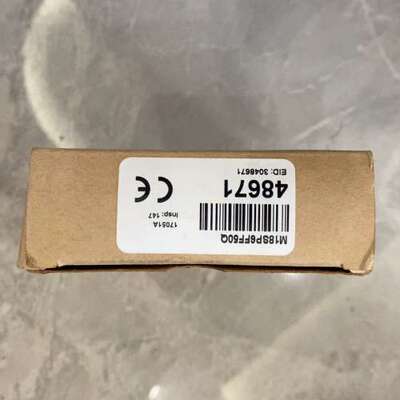 M18SP6FF50Q
48671
EID: 3048671
17051A
Insp: 147
CE